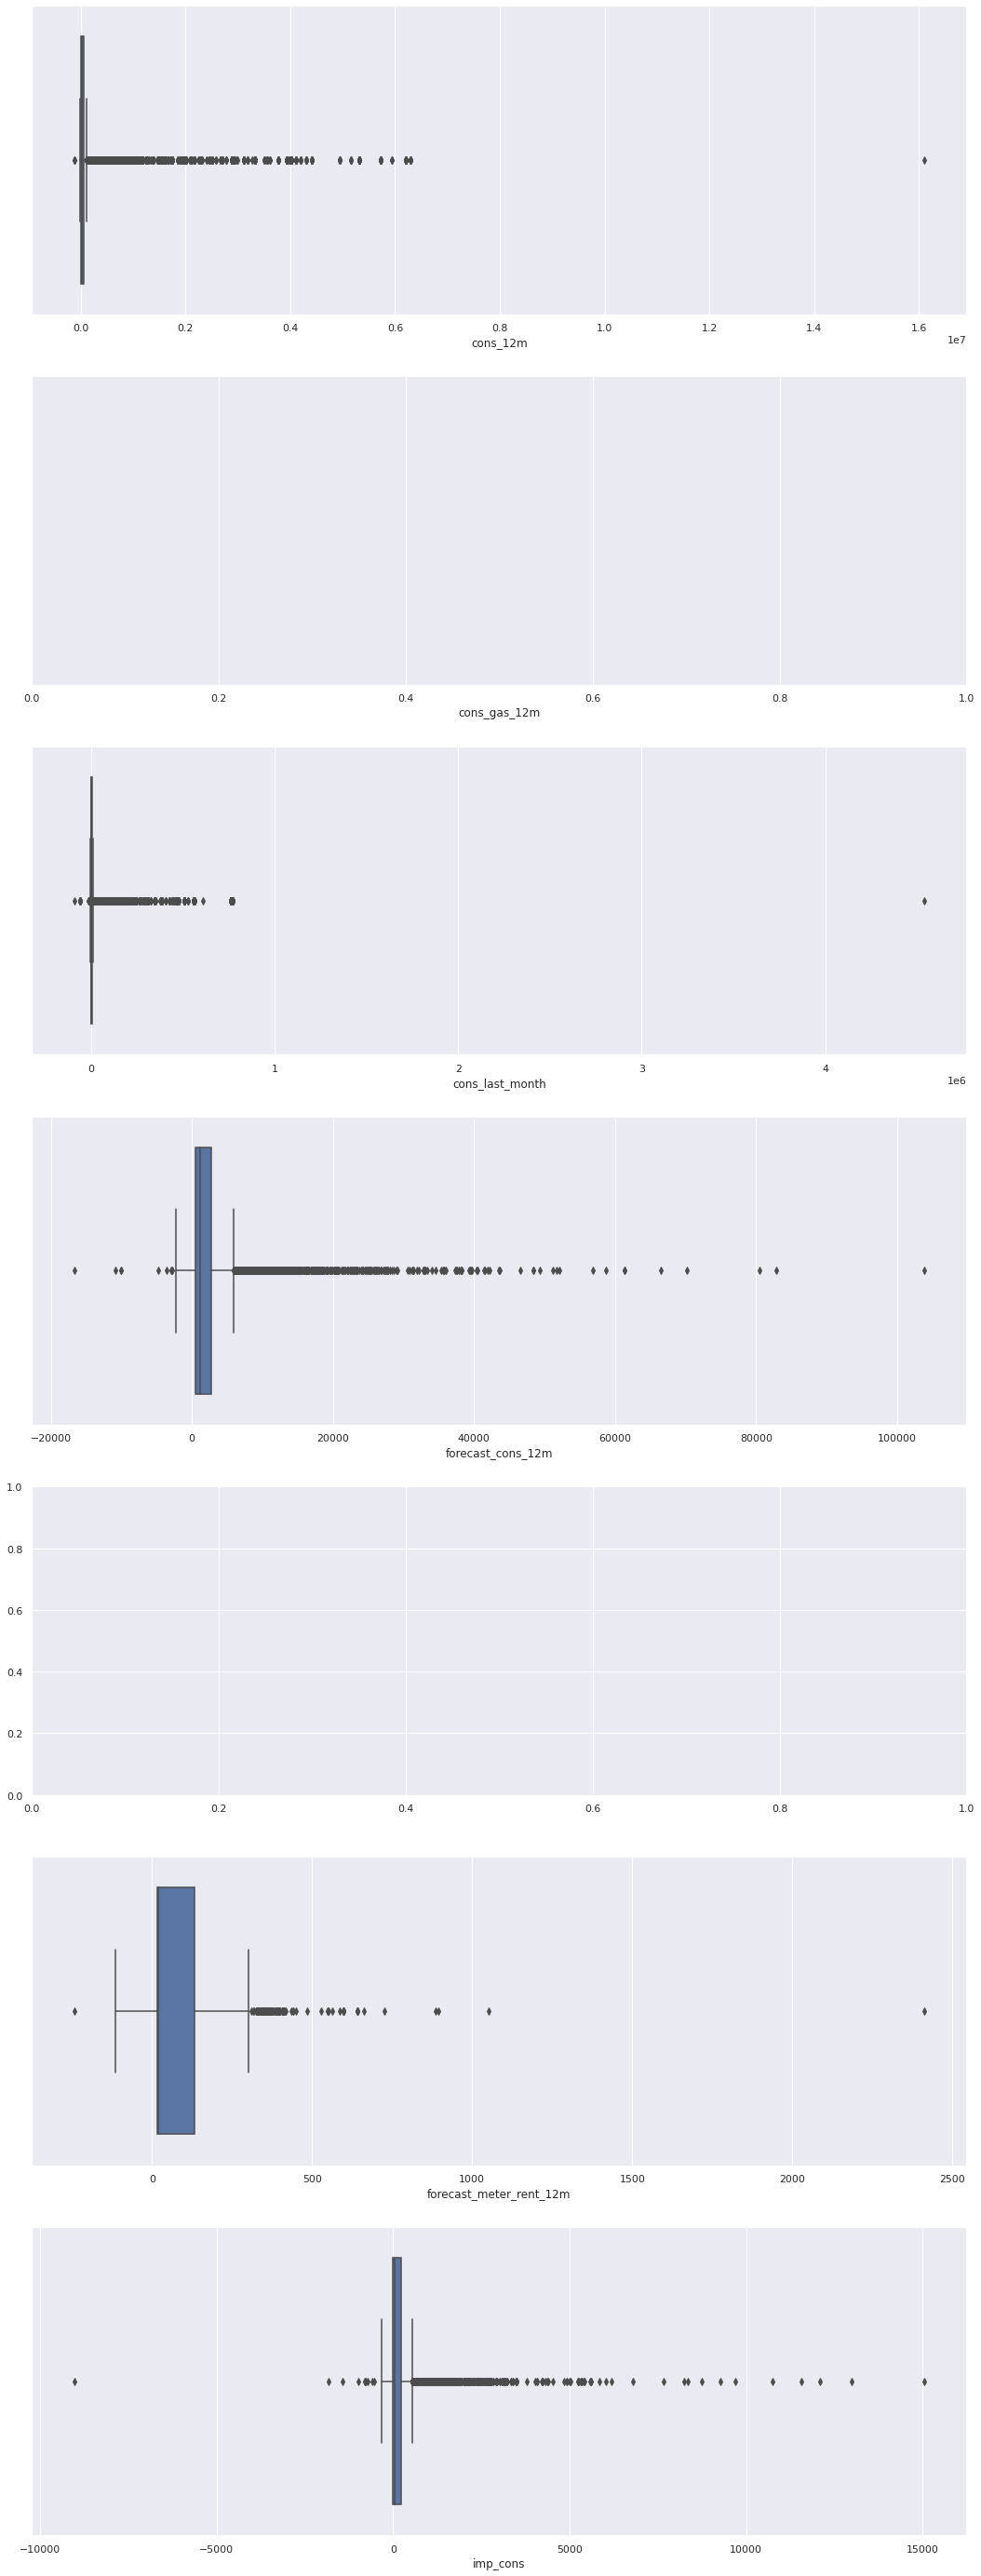 0.0 0.2 0.4 0.6 0.8 1.0 1.2 1.4 1.6
cons_12m 1e7
0.0 0.2 0.4 0.6 0.8 1.0
cons_gas_12m
0 1 2 3 4
cons_last_month 1e6
−20000 0 20000 40000 60000 80000 100000
forecast_cons_12m
1.0
0.8
0.6
0.4
0.2
0.0
0.0 0.2 0.4 0.6 0.8 1.0
0 500 1000 1500 2000 2500
forecast_meter_rent_12m
−10000 −5000 0 5000 10000 15000
imp_cons